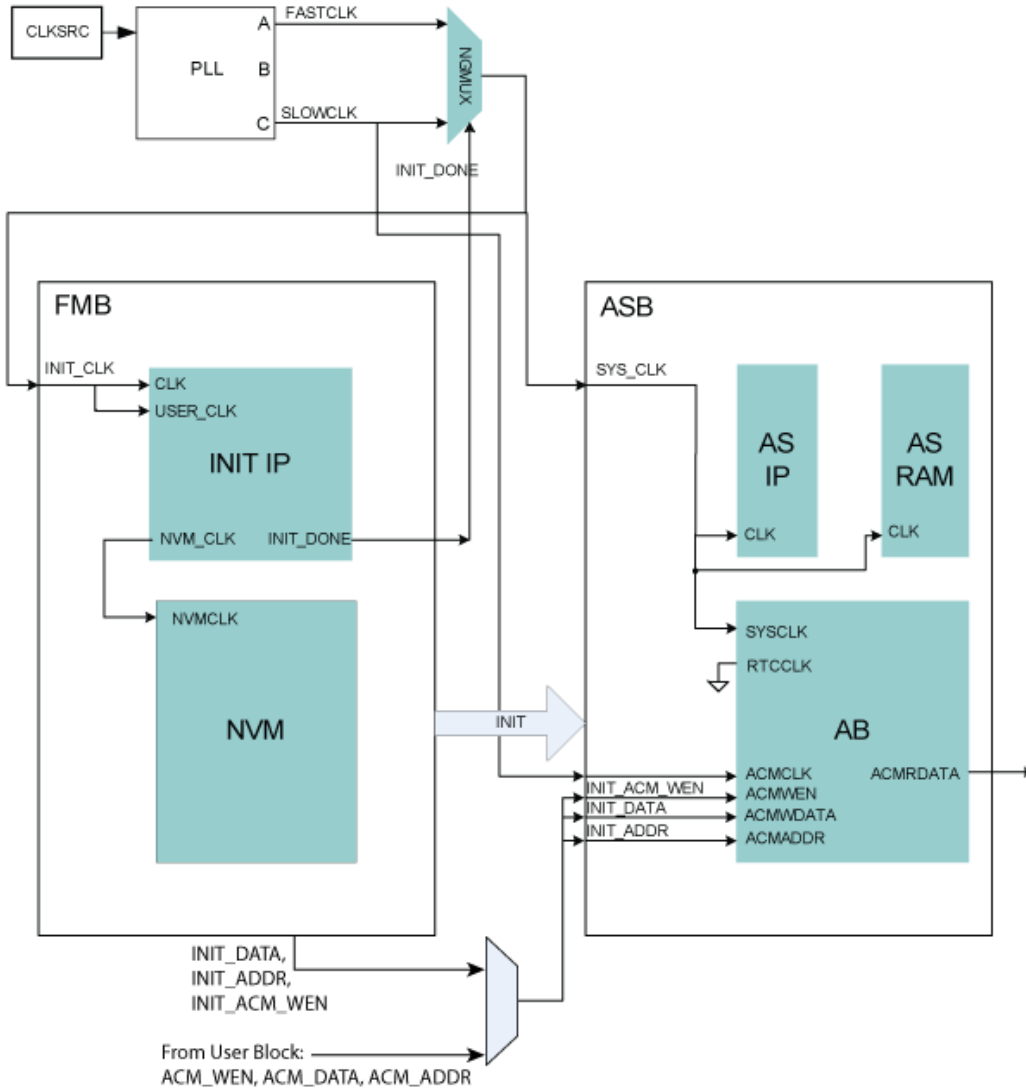 CLKSRC
PLL
A
FASTCLK
B
C
SLOWCLK
NGMUX
INIT_DONE
FMB
INIT_CLK
CLK
USER_CLK
INIT IP
NVM_CLK
INIT_DONE
NVMCLK
NVM
INIT
ASB
SYS_CLK
AS
IP
CLK
AS
RAM
CLK
SYSCLK
RTCCLK
AB
ACMCLK
ACMRDATA
INIT_ACM_WEN
ACMWEN
INIT_DATA
ACMWDATA
INIT_ADDR
ACMADDR
INIT_DATA,
INIT_ADDR,
INIT_ACM_WEN
From User Block:
ACM_WEN, ACM_DATA, ACM_ADDR